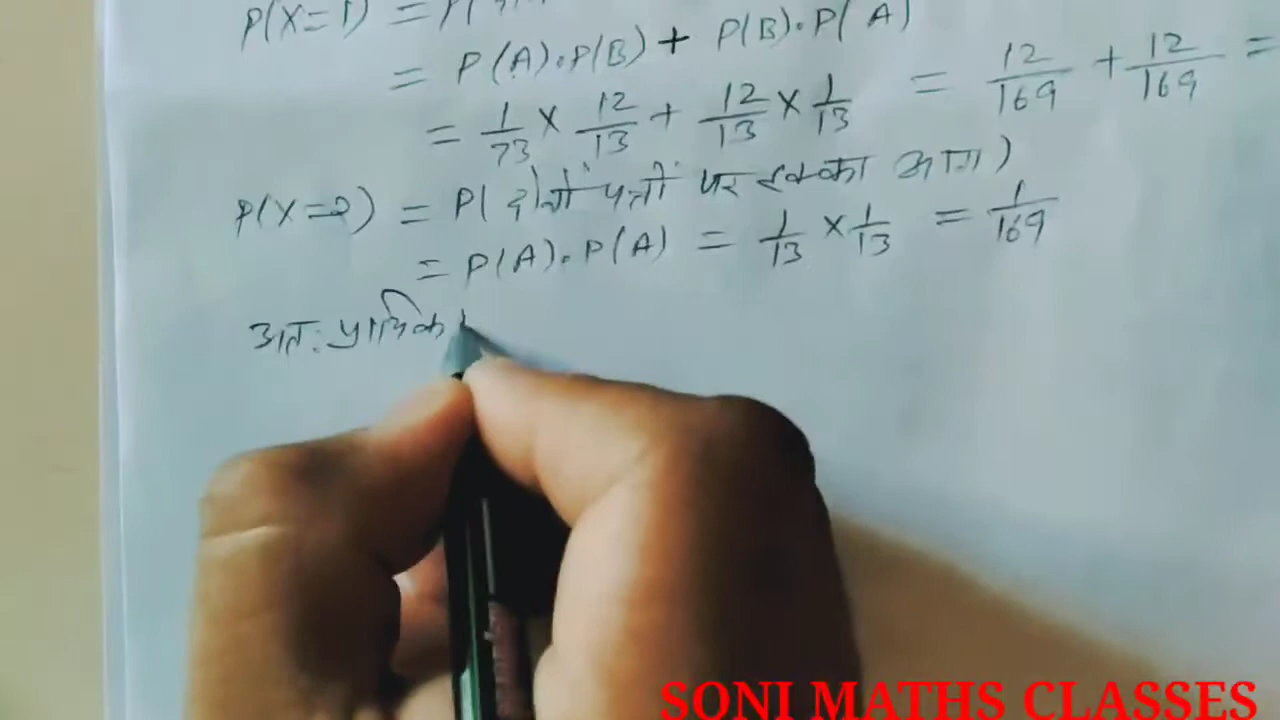 P(X=1) = P(
= P(A).P(B) + P(B).P(A)
= 1/13 × 12/13 + 12/13 × 1/13 = 12/169 + 12/169 =
P(X=2) = P(दोनों पत्तों पर इक्का आना)
= P(A).P(A) = 1/13 × 1/13 = 1/169
अतः प्रायिक
SONI MATHS CLASSES